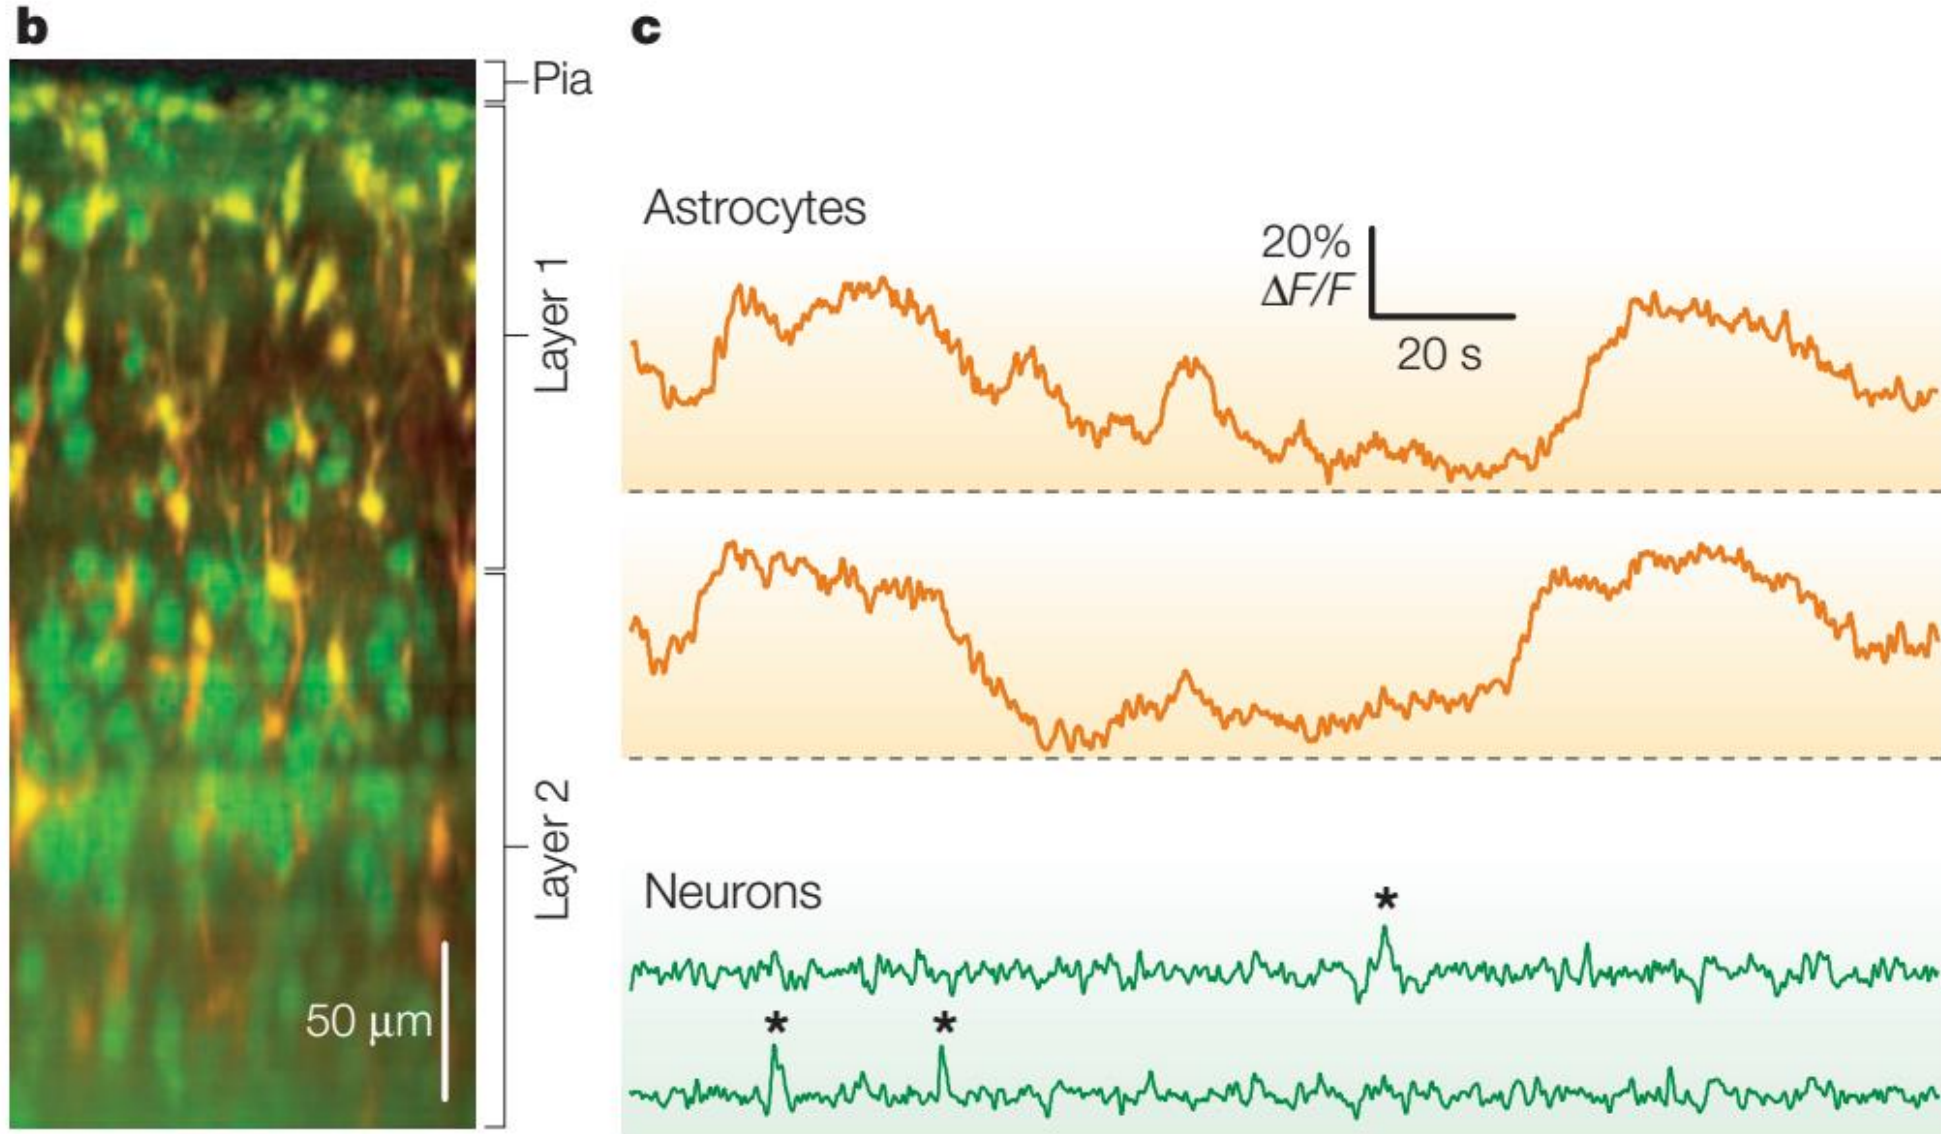 b
Pia
Layer 1
Layer 2
50 μm
c
Astrocytes
20%
ΔF/F
20 s
Neurons
*
* *